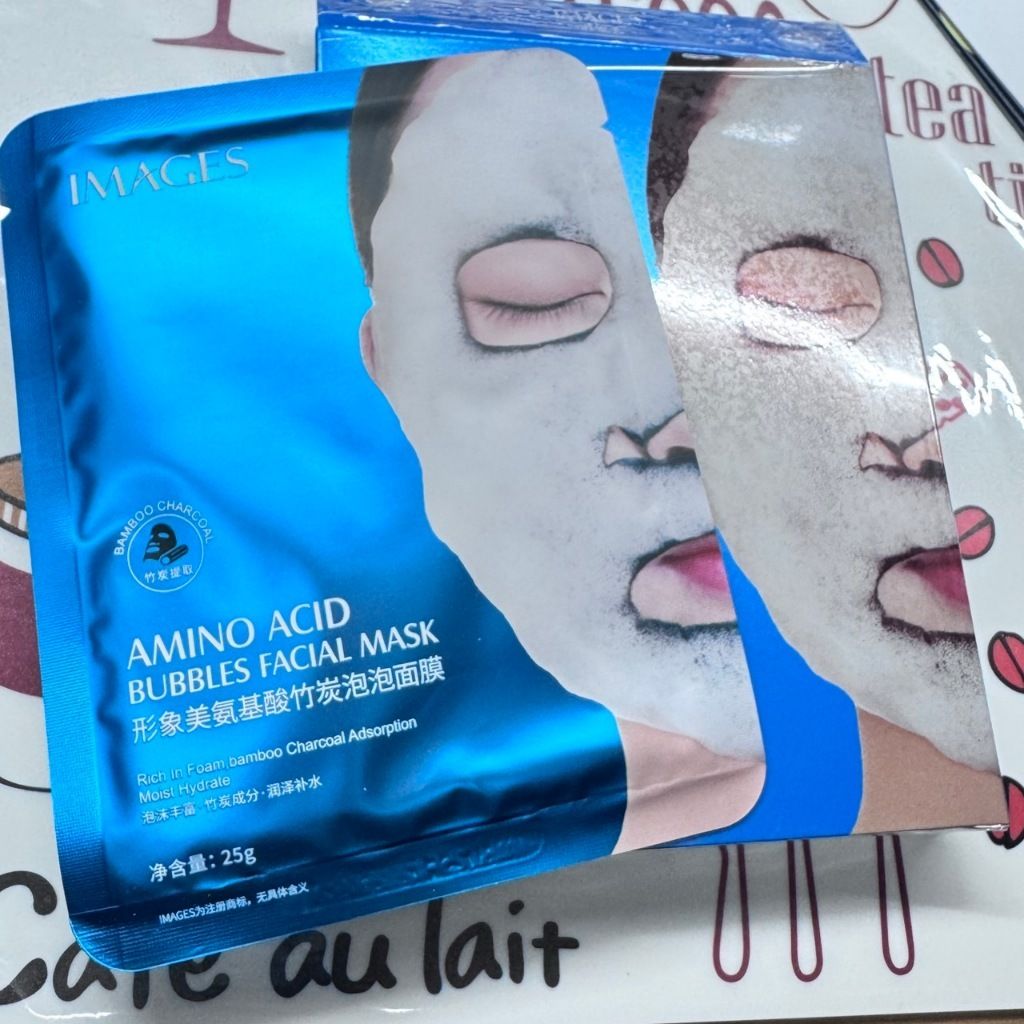 IMAGES
tea
BAMBOO CHARCOAL
竹炭提取
AMINO ACID
BUBBLES FACIAL MASK
形象美氨基酸竹炭泡泡面膜
Rich In Foam,bamboo Charcoal Adsorption
Moist Hydrate
泡沫丰富·竹炭成分·润泽补水
净含量：25g
IMAGES为注册商标，无具体含义
Café au lait